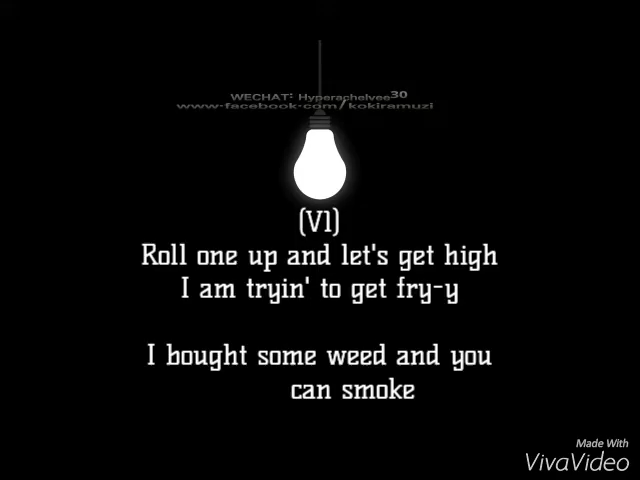 WECHAT: Hyperachelvee30
www.facebook.com/kokiramuzi
(V1)
Roll one up and let's get high
I am tryin' to get fry-y
I bought some weed and you
can smoke
Made With
VivaVideo